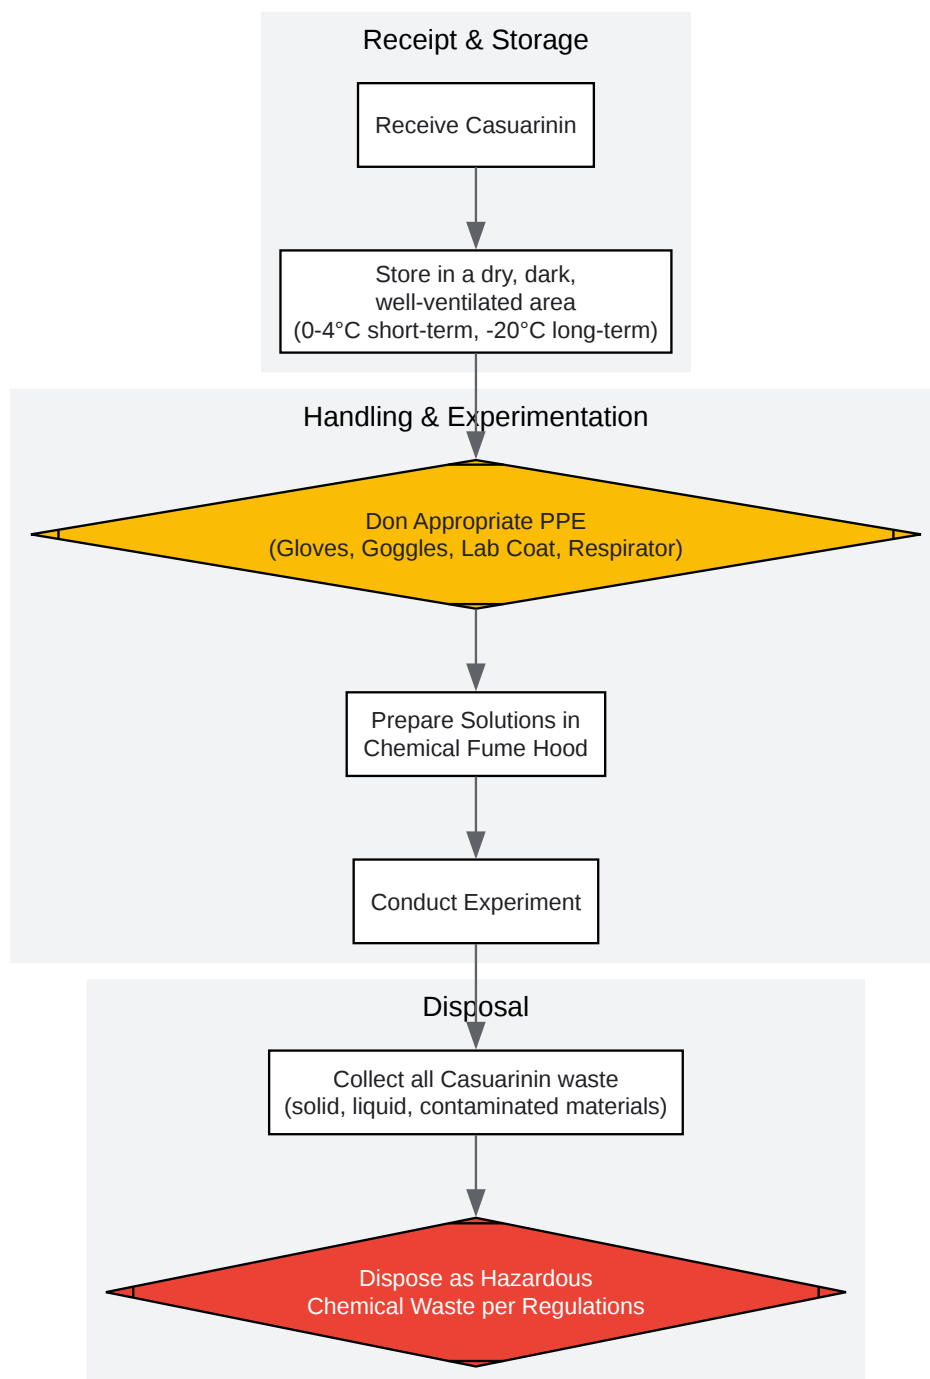 Receipt & Storage
Receive Casuarinin
Store in a dry, dark,
well-ventilated area
(0-4°C short-term, -20°C long-term)
Handling & Experimentation
Don Appropriate PPE
(Gloves, Goggles, Lab Coat, Respirator)
Prepare Solutions in
Chemical Fume Hood
Conduct Experiment
Disposal
Collect all Casuarinin waste
(solid, liquid, contaminated materials)
Dispose as Hazardous
Chemical Waste per Regulations